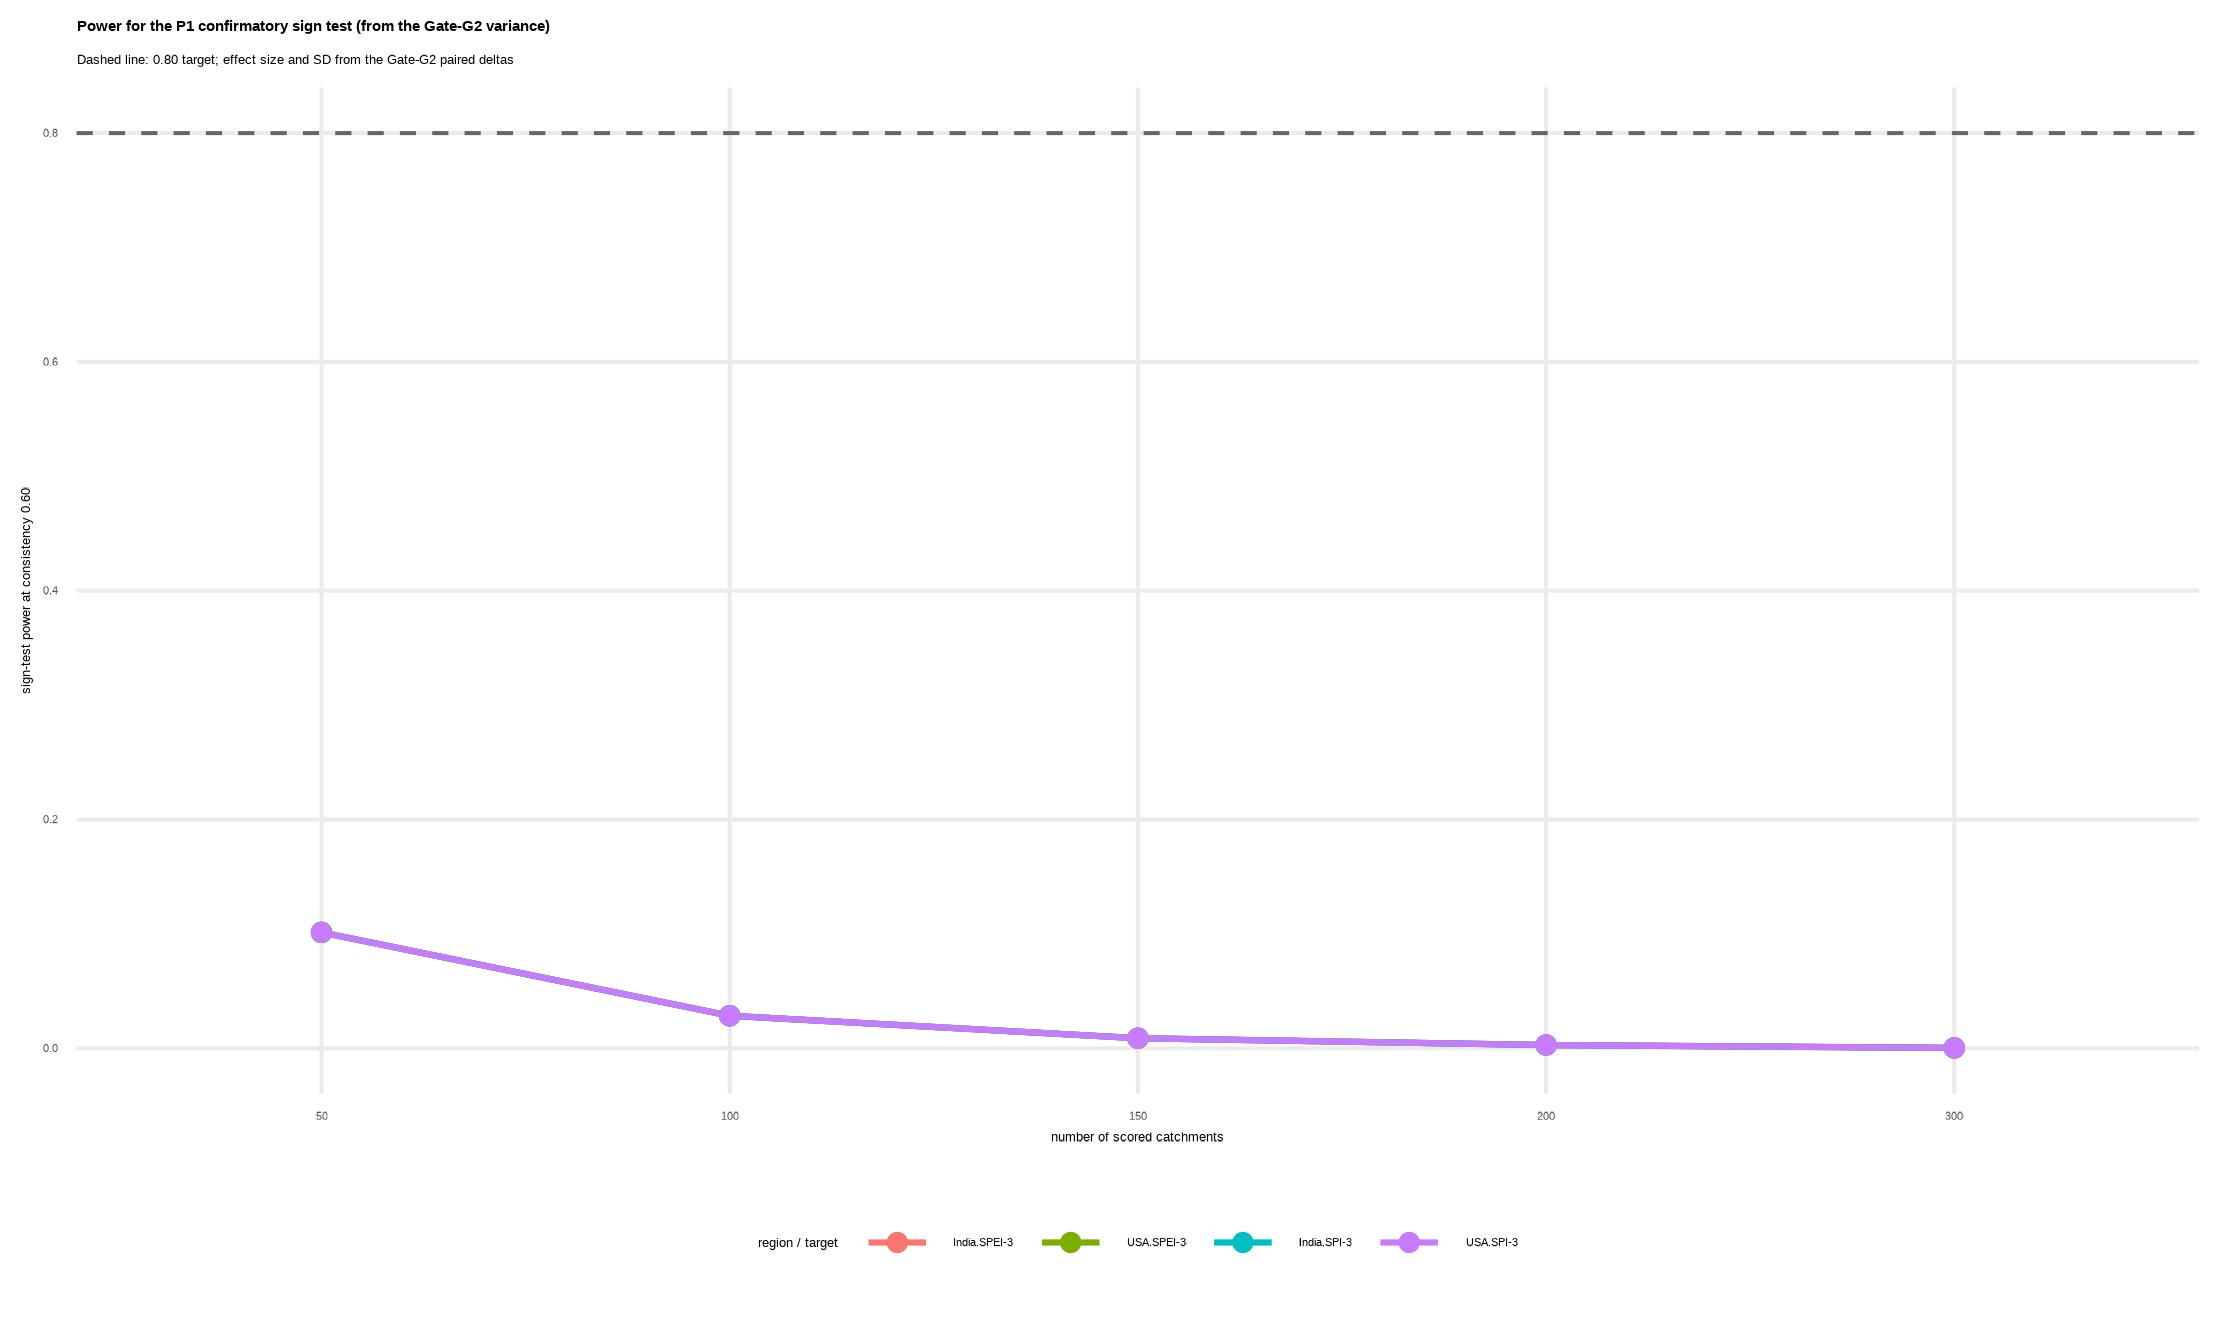 Power for the P1 confirmatory sign test (from the Gate-G2 variance)
Dashed line: 0.80 target; effect size and SD from the Gate-G2 paired deltas
sign-test power at consistency 0.60
0.8
0.6
0.4
0.2
0.0
50 100 150 200 300
number of scored catchments
region / target India.SPEI-3 USA.SPEI-3 India.SPI-3 USA.SPI-3